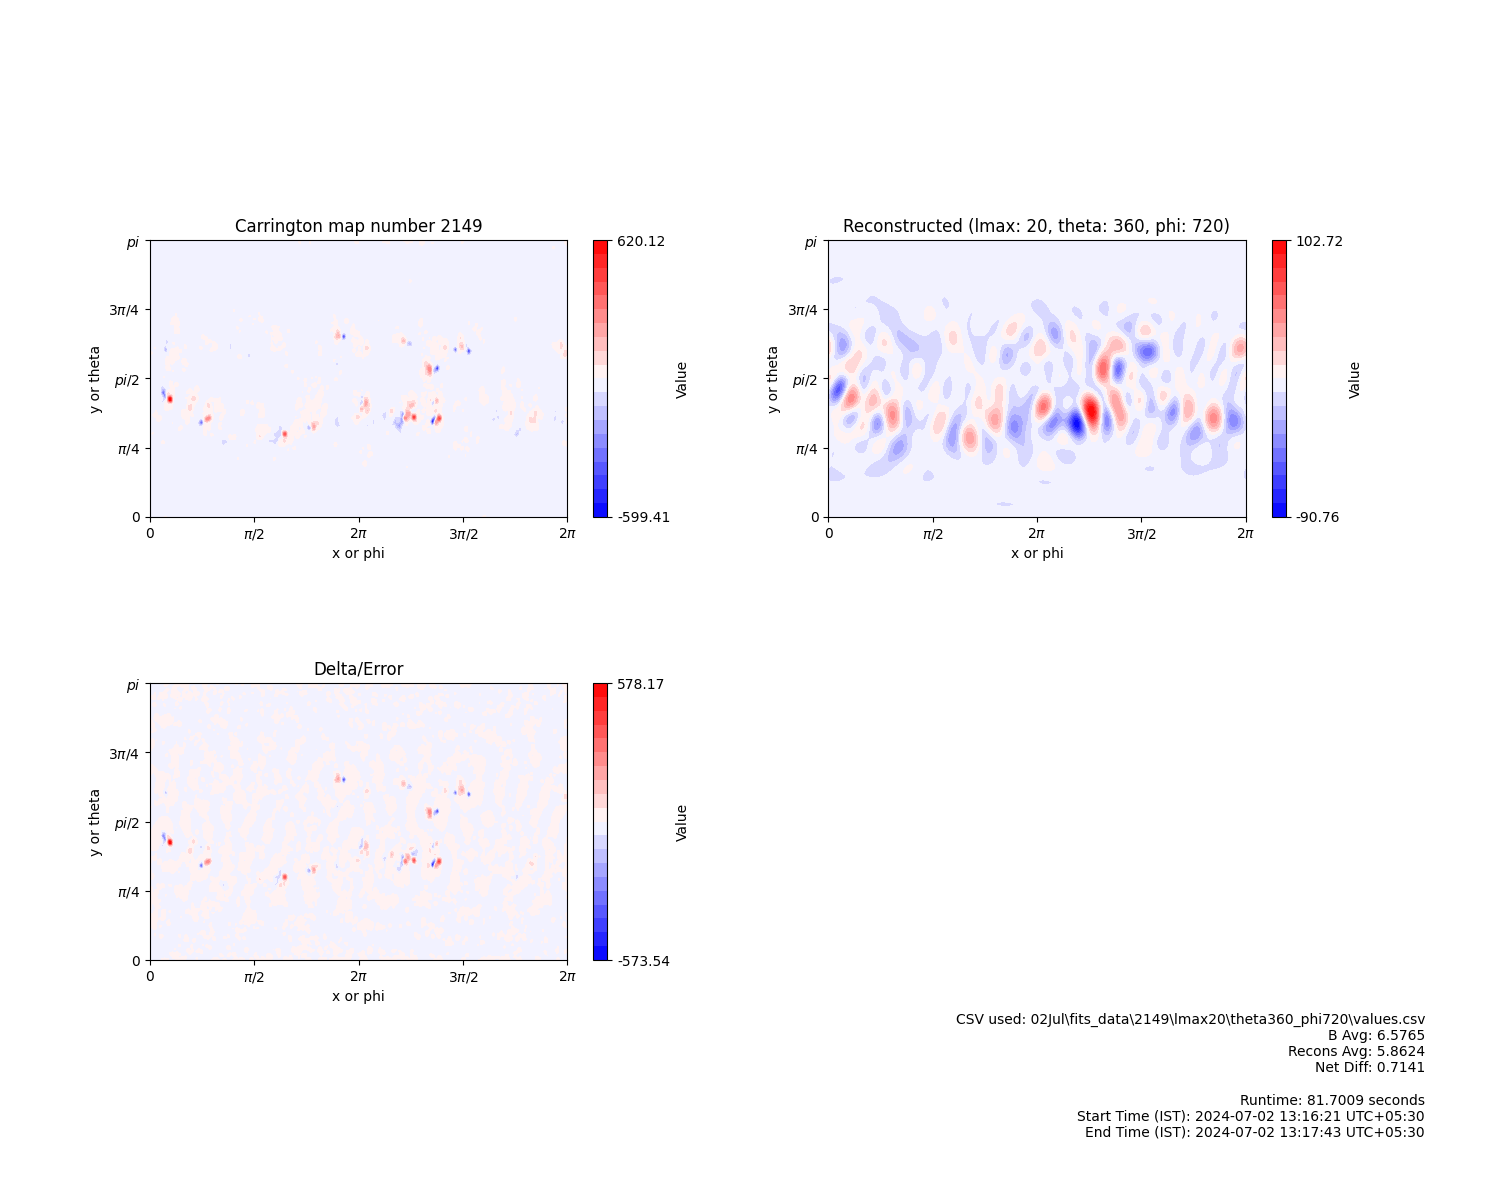 Carrington map number 2149
pi
3π/4
pi/2
π/4
0
y or theta
0
π/2
2π
3π/2
2π
x or phi
620.12
-599.41
Value
Reconstructed (lmax: 20, theta: 360, phi: 720)
pi
3π/4
pi/2
π/4
0
y or theta
0
π/2
2π
3π/2
2π
x or phi
102.72
-90.76
Value
Delta/Error
pi
3π/4
pi/2
π/4
0
y or theta
0
π/2
2π
3π/2
2π
x or phi
578.17
-573.54
Value
CSV used: 02Jul\fits_data\2149\lmax20\theta360_phi720\values.csv
B Avg: 6.5765
Recons Avg: 5.8624
Net Diff: 0.7141
Runtime: 81.7009 seconds
Start Time (IST): 2024-07-02 13:16:21 UTC+05:30
End Time (IST): 2024-07-02 13:17:43 UTC+05:30